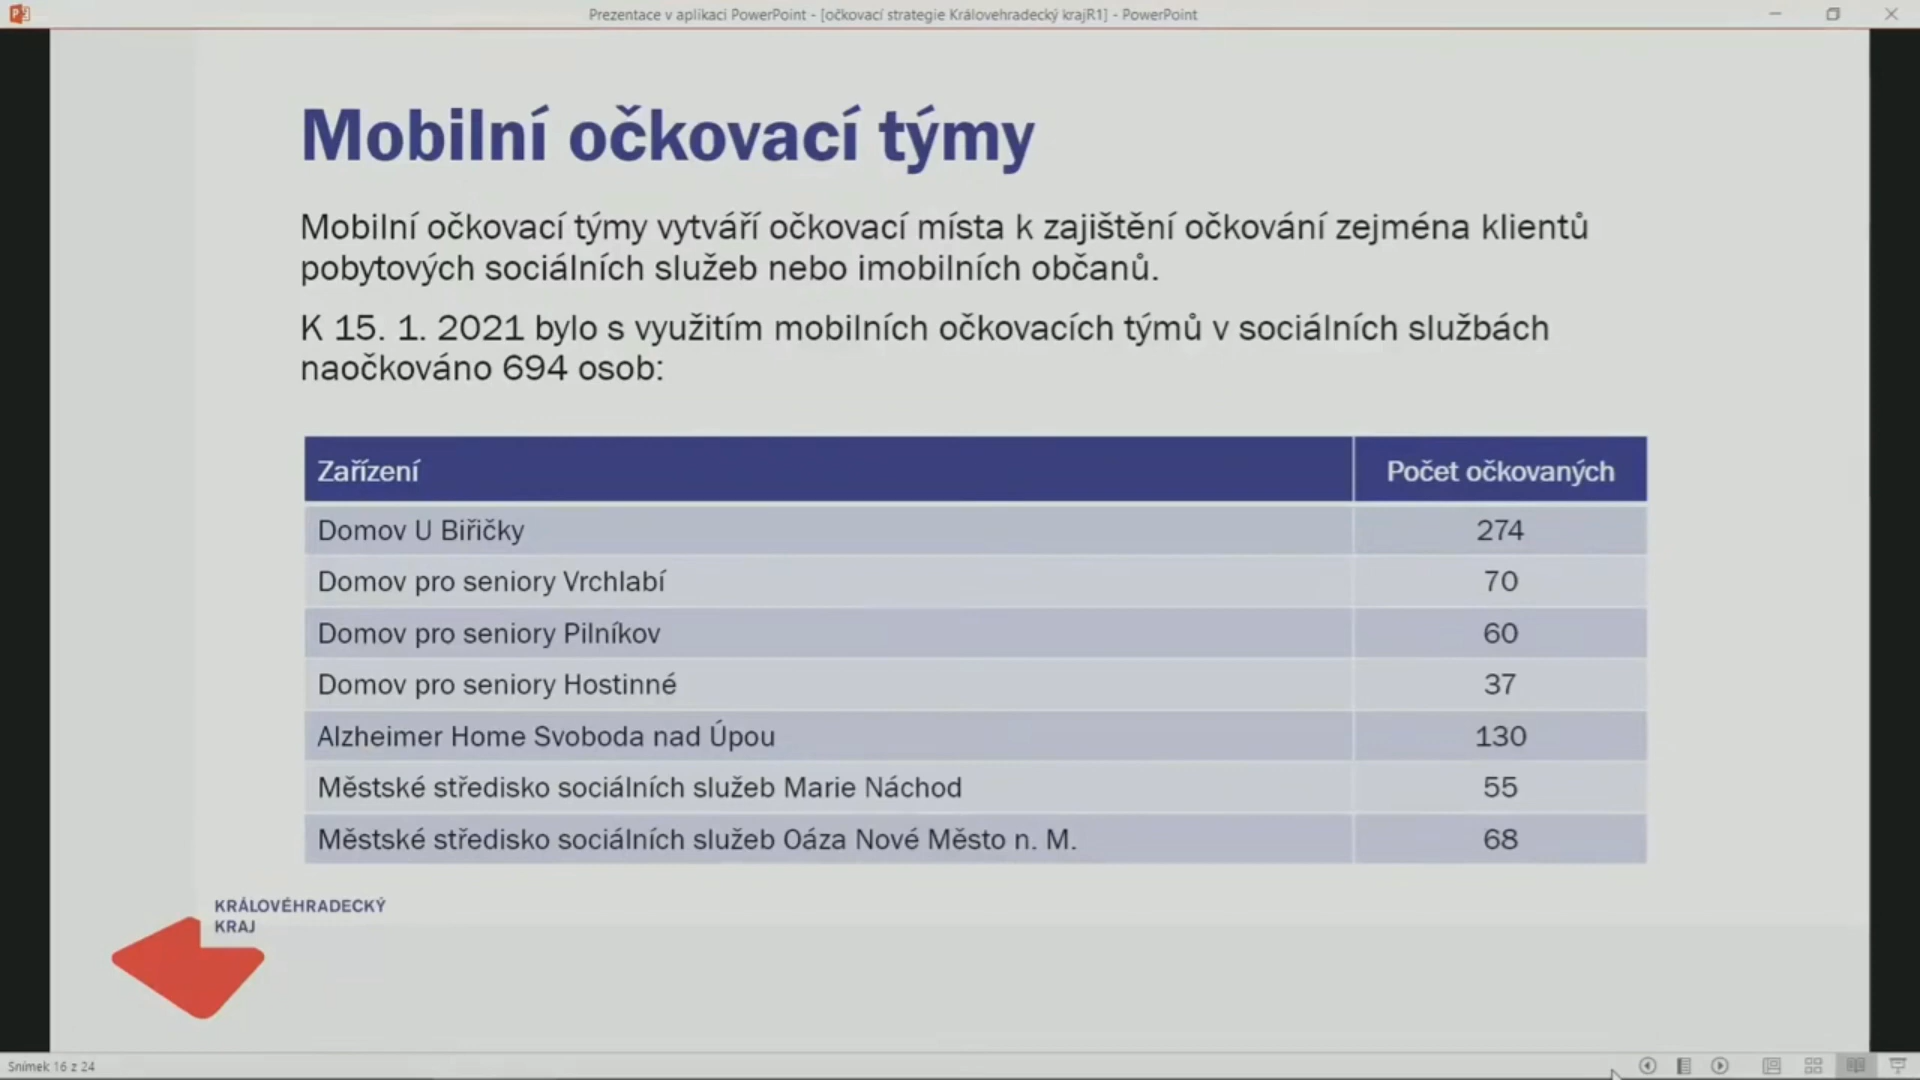 Prezentace v aplikaci PowerPoint - [očkovací strategie Královehradecký krajR1] - PowerPoint
Mobilní očkovací týmy
Mobilní očkovací týmy vytváří očkovací místa k zajištění očkování zejména klientů
pobytových sociálních služeb nebo imobilních občanů.
K 15. 1. 2021 bylo s využitím mobilních očkovacích týmů v sociálních službách
naočkováno 694 osob:
Zařízení Počet očkovaných
Domov U Biřičky 274
Domov pro seniory Vrchlabí 70
Domov pro seniory Pilníkov 60
Domov pro seniory Hostinné 37
Alzheimer Home Svoboda nad Úpou 130
Městské středisko sociálních služeb Marie Náchod 55
Městské středisko sociálních služeb Oáza Nové Město n. M. 68
KRÁLOVÉHRADECKÝ
KRAJ
Snímek 16 z 24